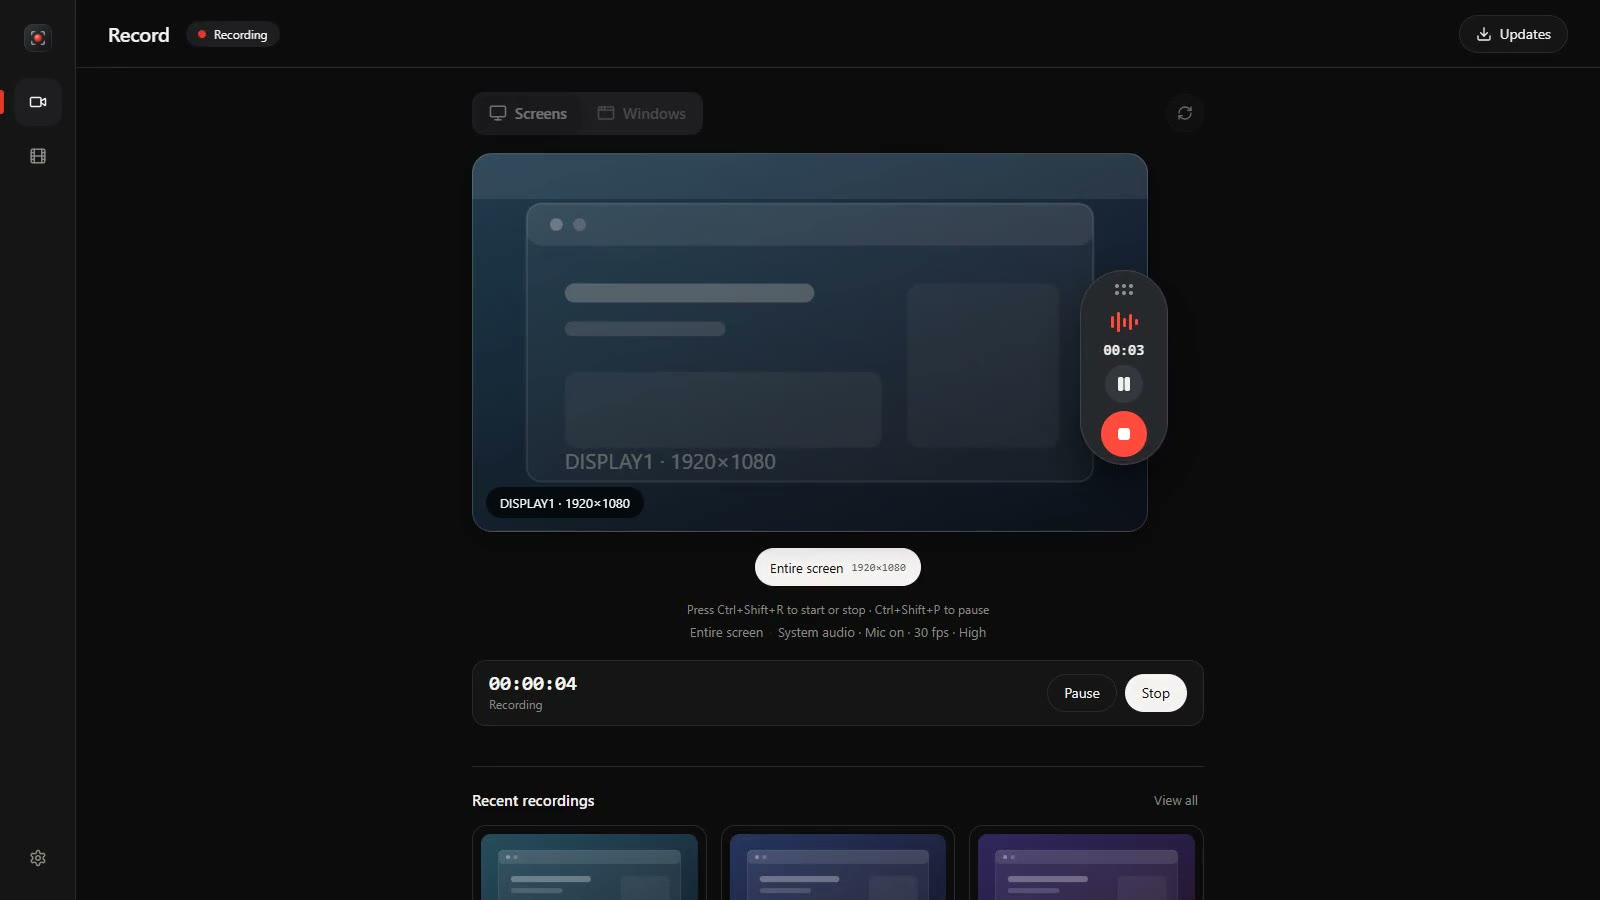 Record
Recording
Updates
Screens
Windows
00:03
DISPLAY1 · 1920×1080
DISPLAY1 · 1920×1080
Entire screen 1920×1080
Press Ctrl+Shift+R to start or stop · Ctrl+Shift+P to pause
Entire screen · System audio · Mic on · 30 fps · High
00:00:04
Recording
Pause
Stop
Recent recordings
View all